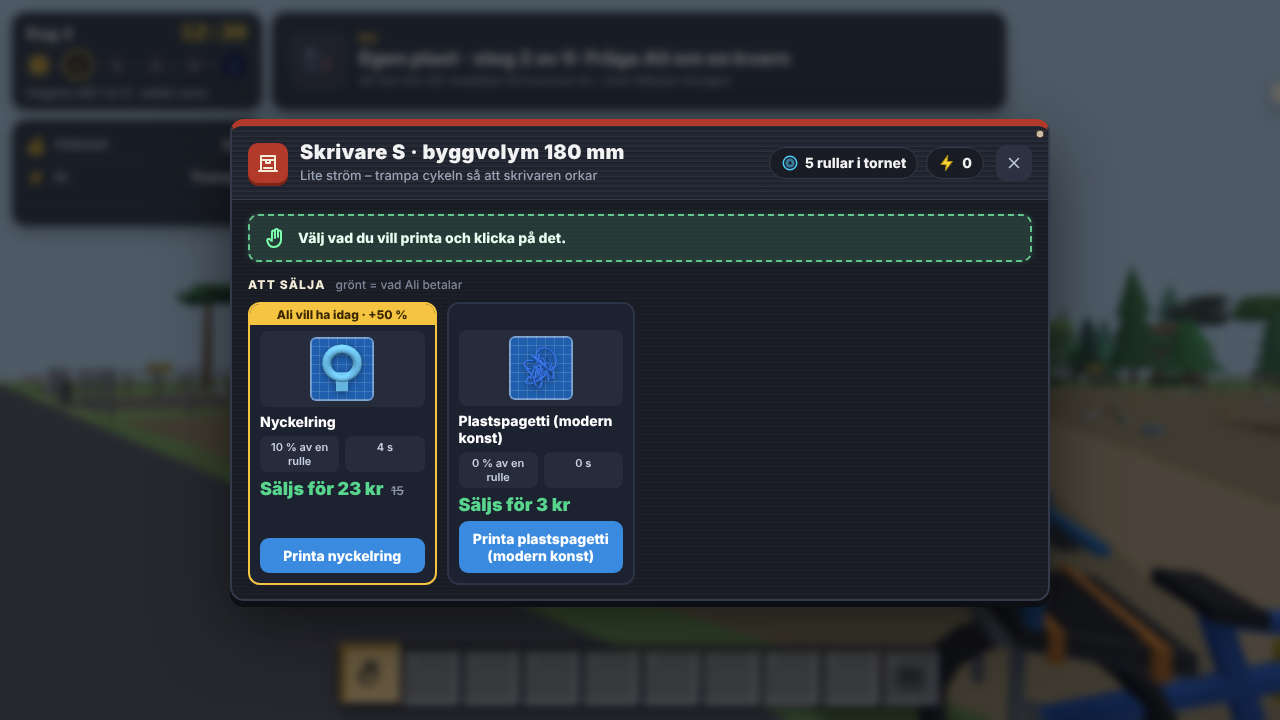 Skrivare S · byggvolym 180 mm
Lite ström – trampa cykeln så att skrivaren orkar
5 rullar i tornet
0
Välj vad du vill printa och klicka på det.
ATT SÄLJA grönt = vad Ali betalar
Ali vill ha idag · +50 %
Nyckelring
10 % av en
rulle
4 s
Säljs för 23 kr 15
Printa nyckelring
Plastspagetti (modern
konst)
0 % av en
rulle
0 s
Säljs för 3 kr
Printa plastspagetti
(modern konst)